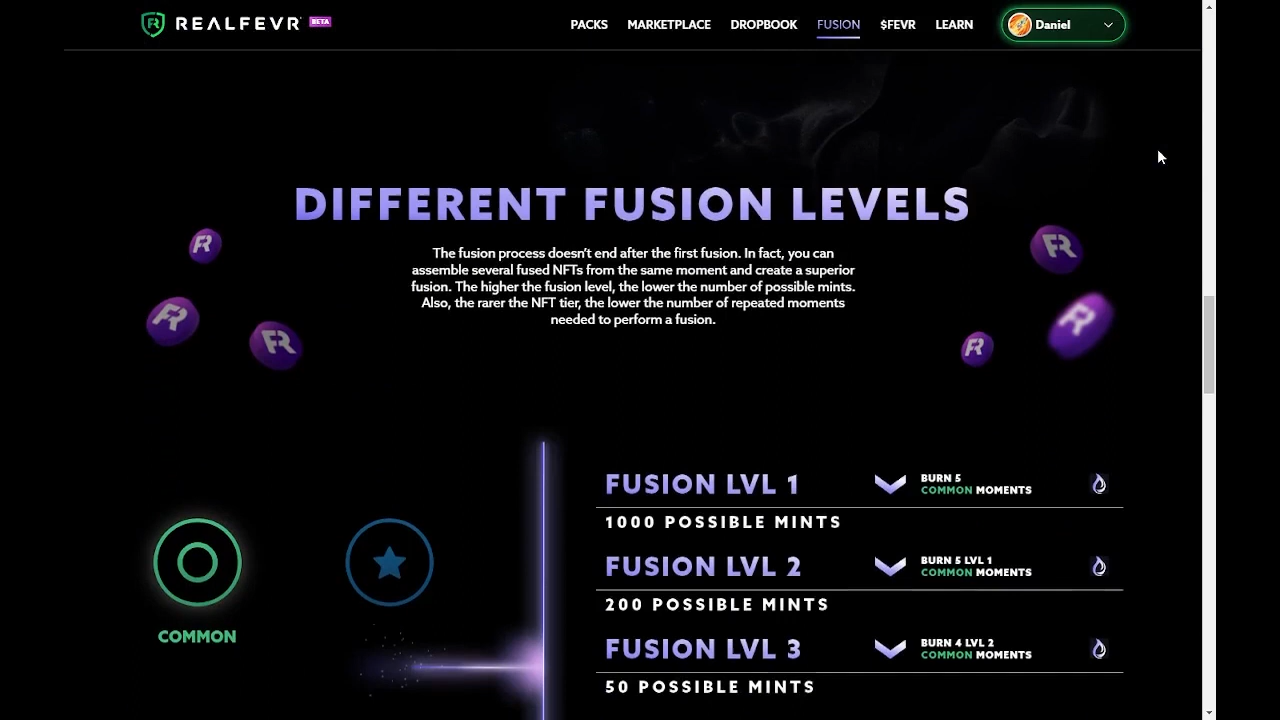 REALFEVR BETA
PACKS MARKETPLACE DROPBOOK FUSION $FEVR LEARN Daniel
DIFFERENT FUSION LEVELS
The fusion process doesn't end after the first fusion. In fact, you can
assemble several fused NFTs from the same moment and create a superior
fusion. The higher the fusion level, the lower the number of possible mints.
Also, the rarer the NFT tier, the lower the number of repeated moments
needed to perform a fusion.
COMMON
FUSION LVL 1
BURN 5
COMMON MOMENTS
1000 POSSIBLE MINTS
FUSION LVL 2
BURN 5 LVL 1
COMMON MOMENTS
200 POSSIBLE MINTS
FUSION LVL 3
BURN 4 LVL 2
COMMON MOMENTS
50 POSSIBLE MINTS